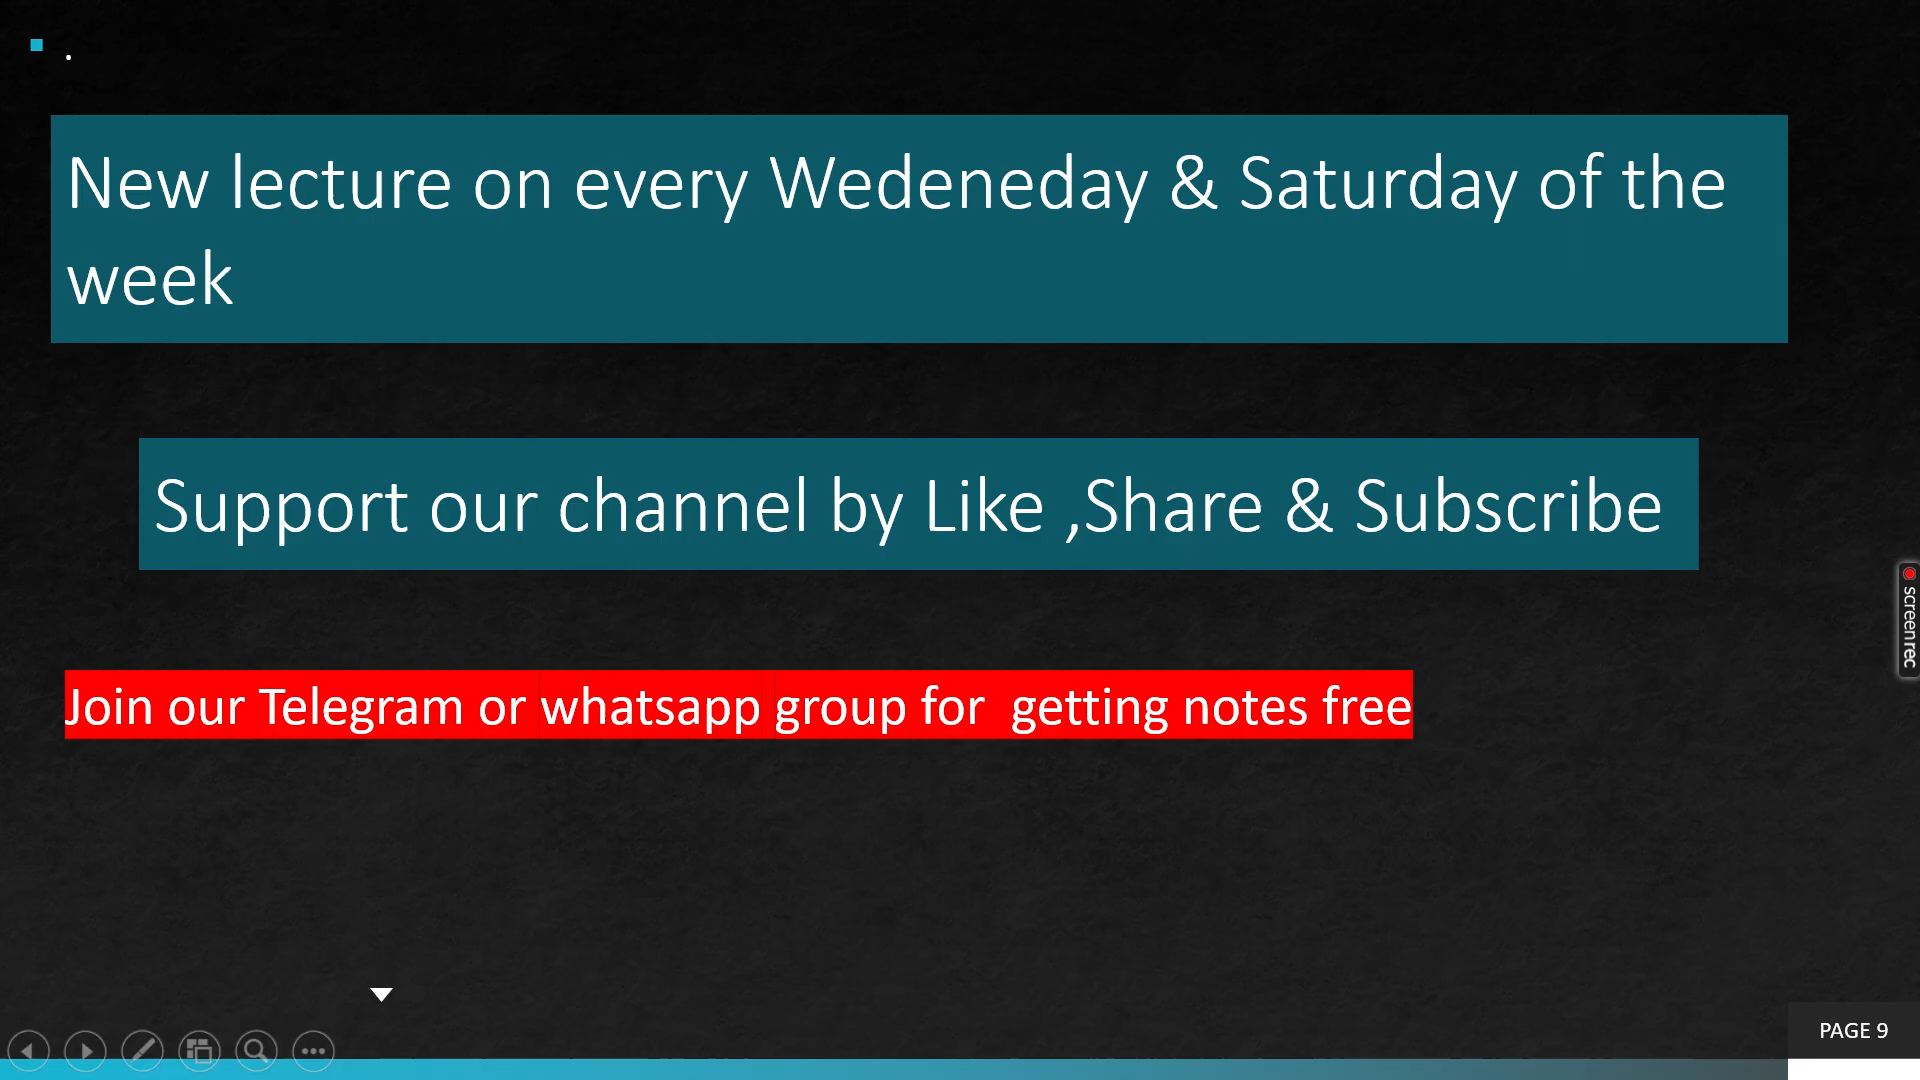 .
New lecture on every Wedeneday & Saturday of the
week
Support our channel by Like ,Share & Subscribe
screenrec
Join our Telegram or whatsapp group for  getting notes free
PAGE 9